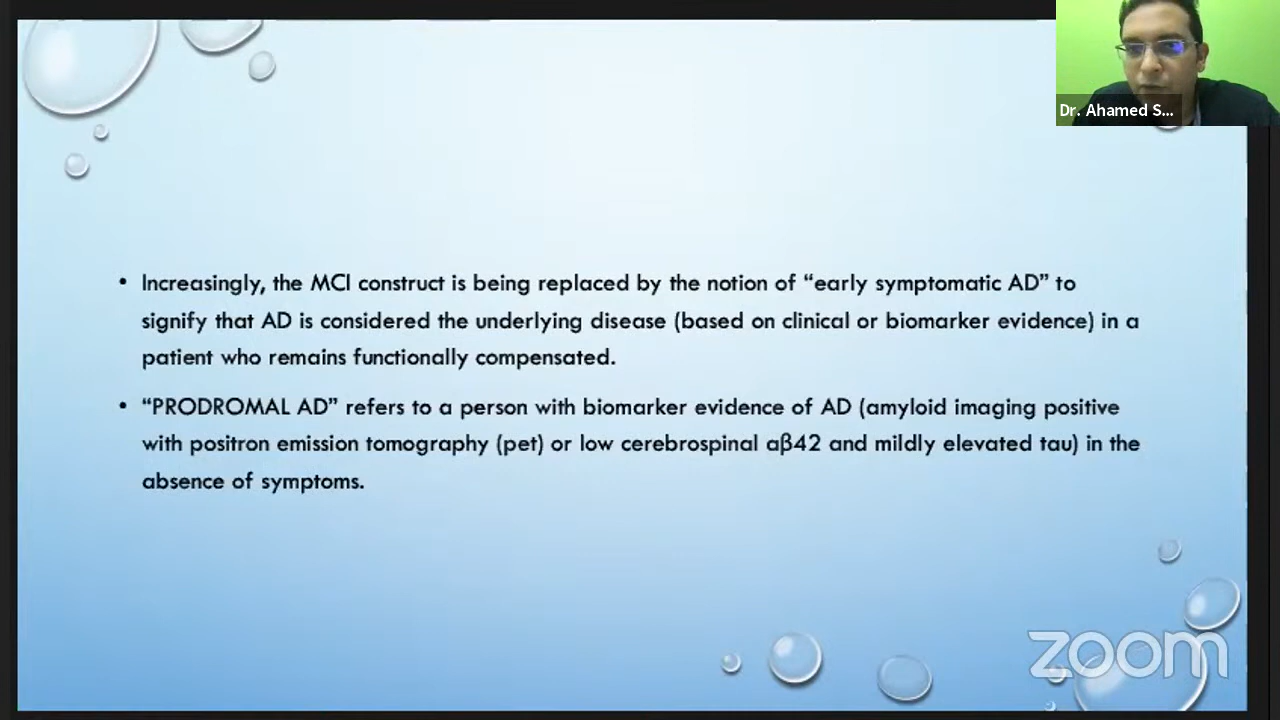 Dr. Ahamed S...
• Increasingly, the MCI construct is being replaced by the notion of “early symptomatic AD” to
signify that AD is considered the underlying disease (based on clinical or biomarker evidence) in a
patient who remains functionally compensated.
• “PRODROMAL AD” refers to a person with biomarker evidence of AD (amyloid imaging positive
with positron emission tomography (pet) or low cerebrospinal aβ42 and mildly elevated tau) in the
absence of symptoms.
zoom